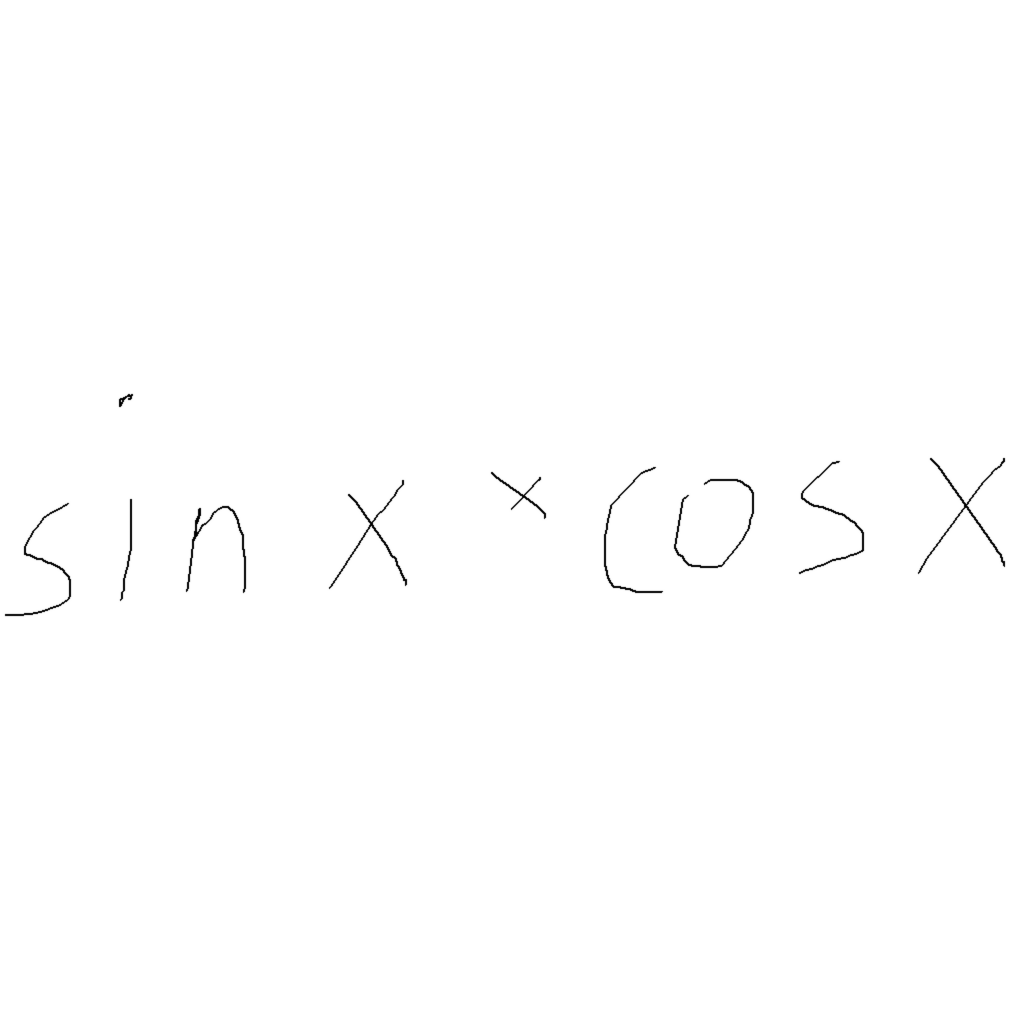 sin x × cos x